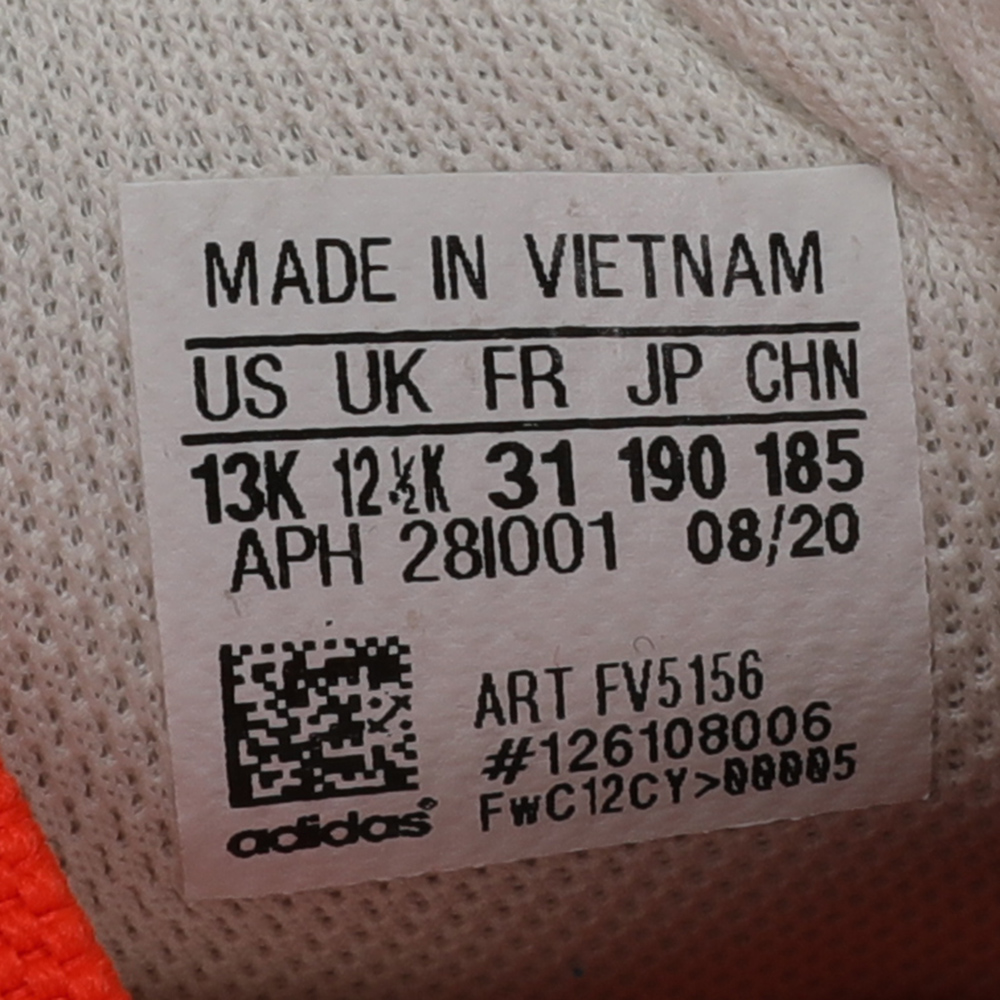 MADE IN VIETNAM
US UK FR JP CHN
13K 12½K 31 190 185
APH 28I001 08/20
ART FV5156
#126108006
FwC12CY>00005
adidas®